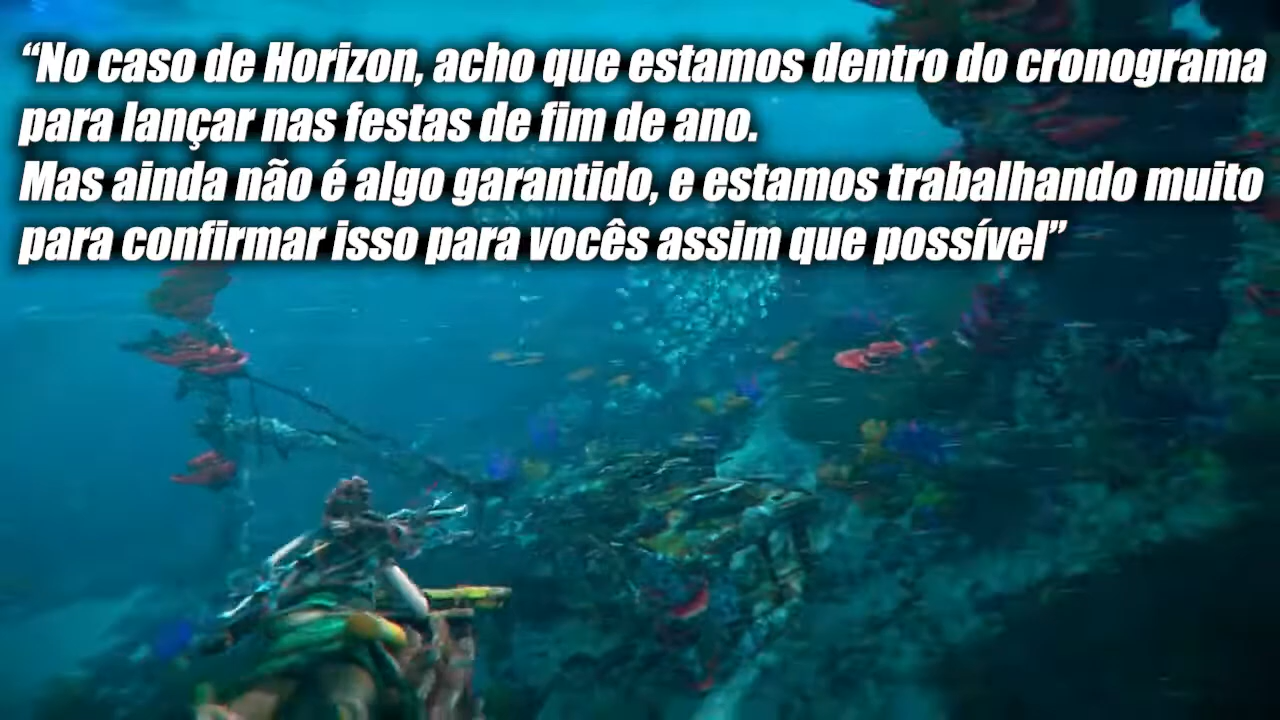 “No caso de Horizon, acho que estamos dentro do cronograma
para lançar nas festas de fim de ano.
Mas ainda não é algo garantido, e estamos trabalhando muito
para confirmar isso para vocês assim que possível”